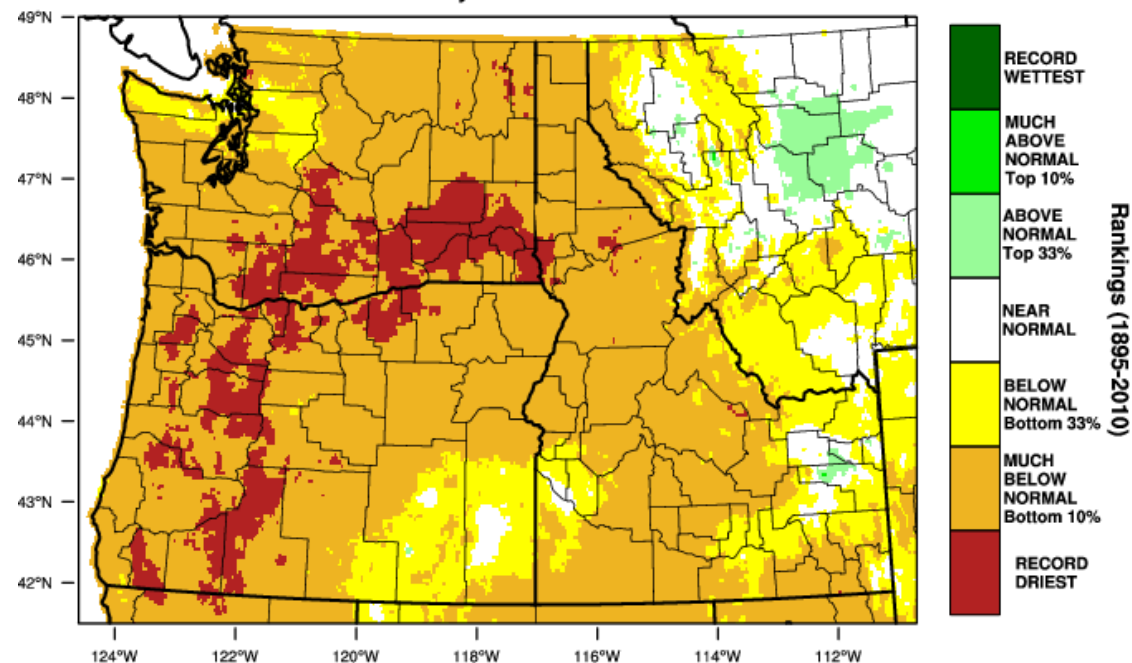 49°N
48°N
47°N
46°N
45°N
44°N
43°N
42°N
124°W
122°W
120°W
118°W
116°W
114°W
112°W
RECORD
WETTEST
MUCH
ABOVE
NORMAL
Top 10%
ABOVE
NORMAL
Top 33%
NEAR
NORMAL
BELOW
NORMAL
Bottom 33%
MUCH
BELOW
NORMAL
Bottom 10%
RECORD
DRIEST
Rankings (1895-2010)